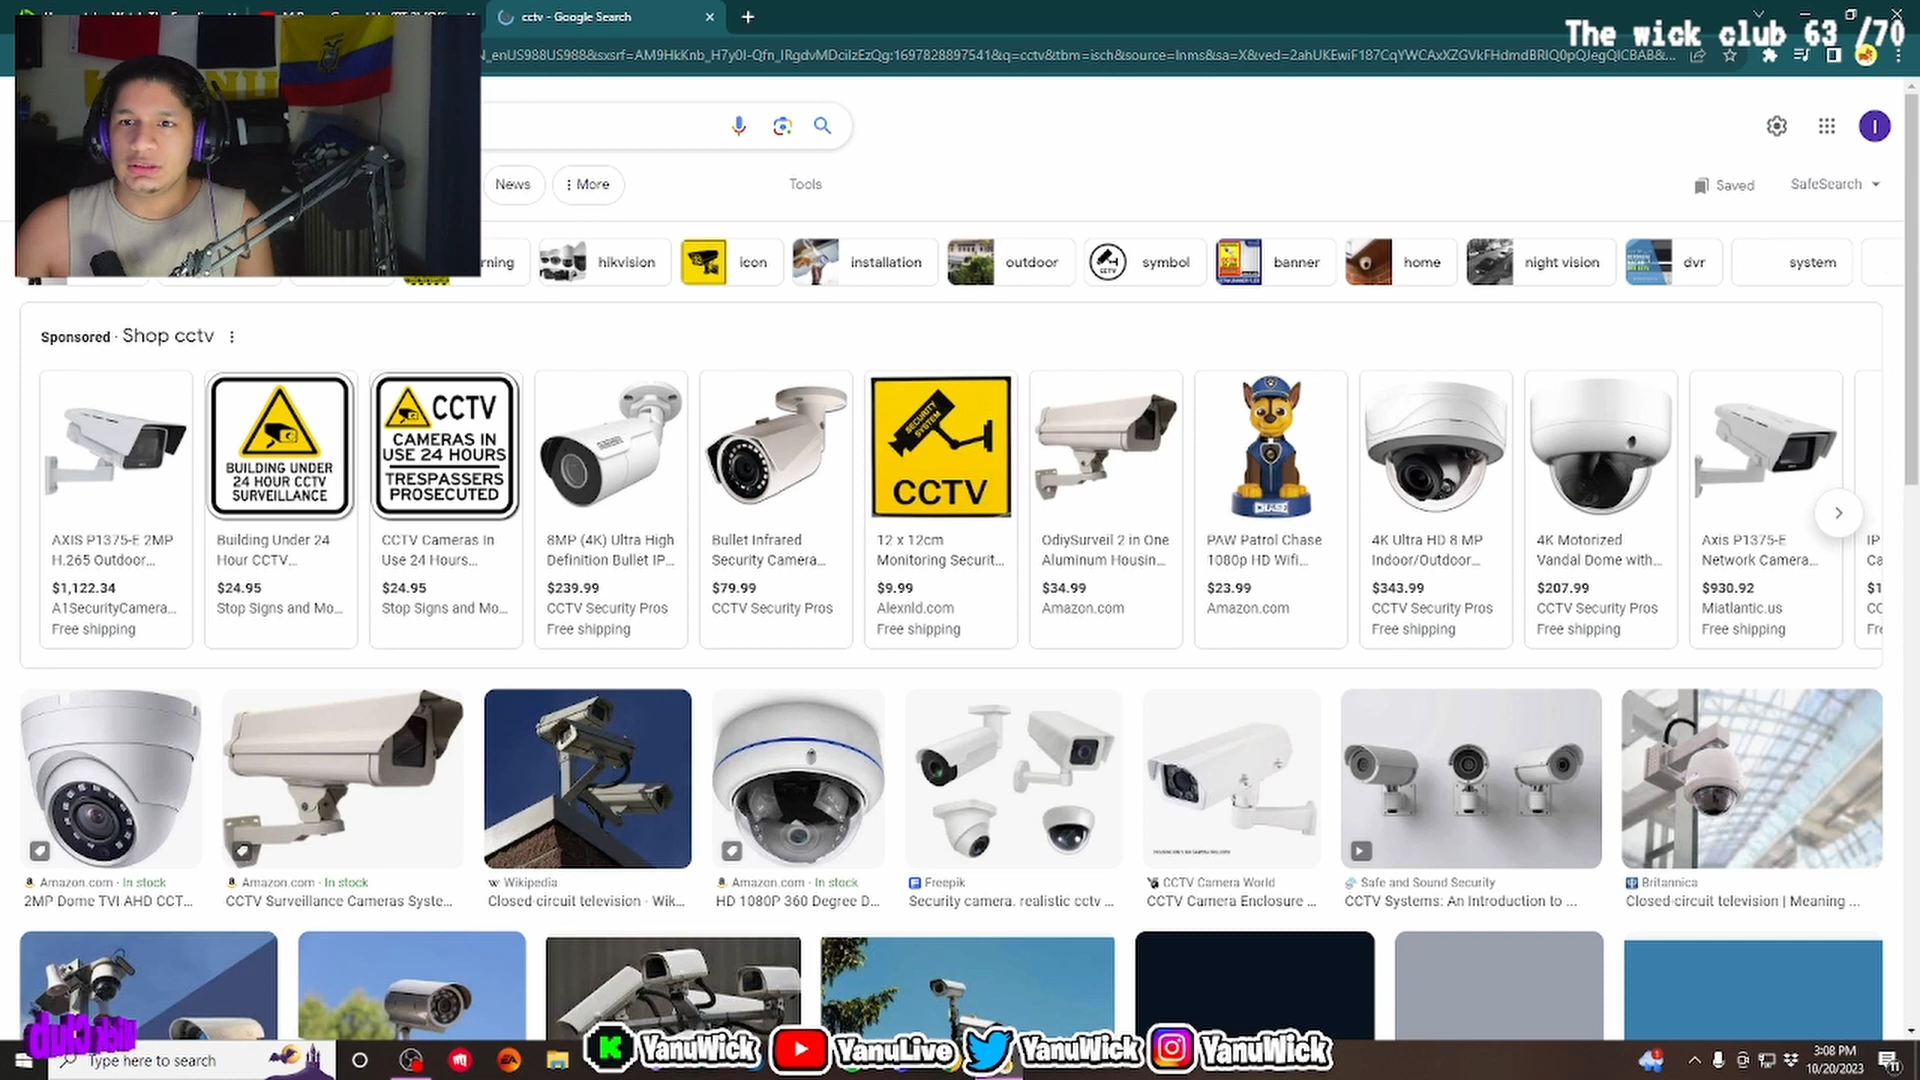 cctv - Google Search
The wick club 63 /70
News
More
Tools
Saved
SafeSearch
hikvision
icon
installation
outdoor
symbol
banner
home
night vision
dvr
system
Sponsored · Shop cctv
BUILDING UNDER
24 HOUR CCTV
SURVEILLANCE
CCTV
CAMERAS IN
USE 24 HOURS
TRESPASSERS
PROSECUTED
SECURITY
SYSTEM
CCTV
CHASE
AXIS P1375-E 2MP
H.265 Outdoor...
$1,122.34
A1SecurityCamera...
Free shipping
Building Under 24
Hour CCTV...
$24.95
Stop Signs and Mo...
CCTV Cameras In
Use 24 Hours...
$24.95
Stop Signs and Mo...
8MP (4K) Ultra High
Definition Bullet IP...
$239.99
CCTV Security Pros
Free shipping
Bullet Infrared
Security Camera...
$79.99
CCTV Security Pros
12 x 12cm
Monitoring Securit...
$9.99
Alexnld.com
Free shipping
OdiySurveil 2 in One
Aluminum Housin...
$34.99
Amazon.com
PAW Patrol Chase
1080p HD Wifi...
$23.99
Amazon.com
4K Ultra HD 8 MP
Indoor/Outdoor...
$343.99
CCTV Security Pros
Free shipping
4K Motorized
Vandal Dome with...
$207.99
CCTV Security Pros
Free shipping
Axis P1375-E
Network Camera...
$930.92
Miatlantic.us
Free shipping
Amazon.com · In stock
2MP Dome TVI AHD CCT...
Amazon.com · In stock
CCTV Surveillance Cameras Syste...
Wikipedia
Closed-circuit television - Wik...
Amazon.com · In stock
HD 1080P 360 Degree D...
Freepik
Security camera. realistic cctv ...
CCTV Camera World
CCTV Camera Enclosure ...
Safe and Sound Security
CCTV Systems: An Introduction to ...
Britannica
Closed-circuit television | Meaning ...
Type here to search
YanuWick
YanuLive
YanuWick
YanuWick
3:08 PM
10/20/2023